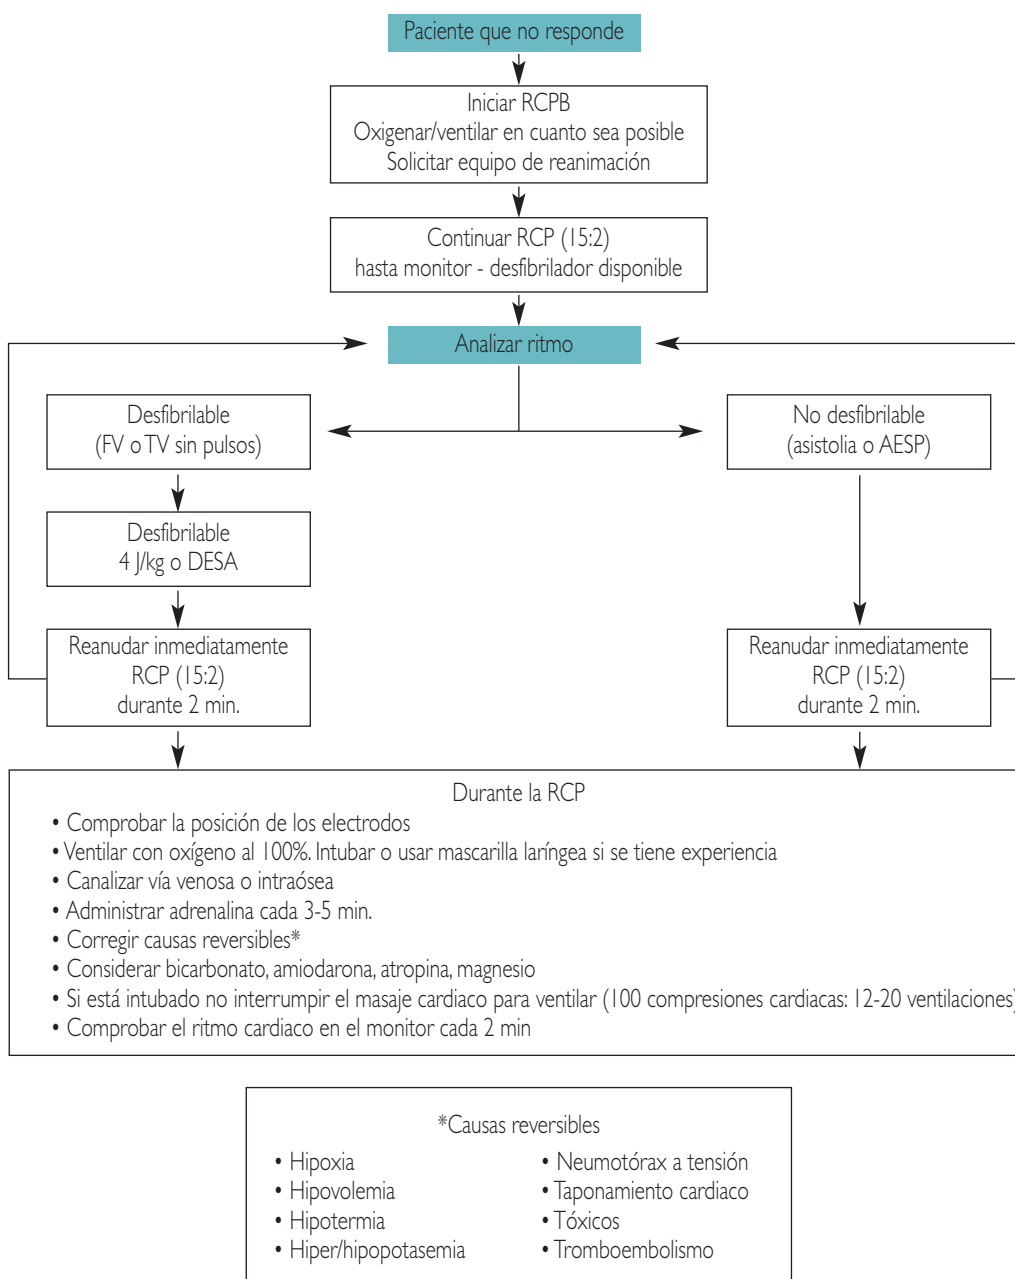 Paciente que no responde
Iniciar RCPB
Oxigenar/ventilar en cuanto sea posible
Solicitar equipo de reanimación
Continuar RCP (15:2)
hasta monitor - desfibrilador disponible
Analizar ritmo
Desfibrilable
(FV o TV sin pulsos)
No desfibrilable
(asistolia o AESP)
Desfibrilable
4 J/kg o DESA
Reanudar inmediatamente
RCP (15:2)
durante 2 min.
Reanudar inmediatamente
RCP (15:2)
durante 2 min.
Durante la RCP
• Comprobar la posición de los electrodos
• Ventilar con oxígeno al 100%. Intubar o usar mascarilla laríngea si se tiene experiencia
• Canalizar vía venosa o intraósea
• Administrar adrenalina cada 3-5 min.
• Corregir causas reversibles*
• Considerar bicarbonato, amiodarona, atropina, magnesio
• Si está intubado no interrumpir el masaje cardiaco para ventilar (100 compresiones cardiacas: 12-20 ventilaciones)
• Comprobar el ritmo cardiaco en el monitor cada 2 min
*Causas reversibles
• Hipoxia
• Hipovolemia
• Hipotermia
• Hiper/hipopotasemia
• Neumotórax a tensión
• Taponamiento cardiaco
• Tóxicos
• Tromboembolismo